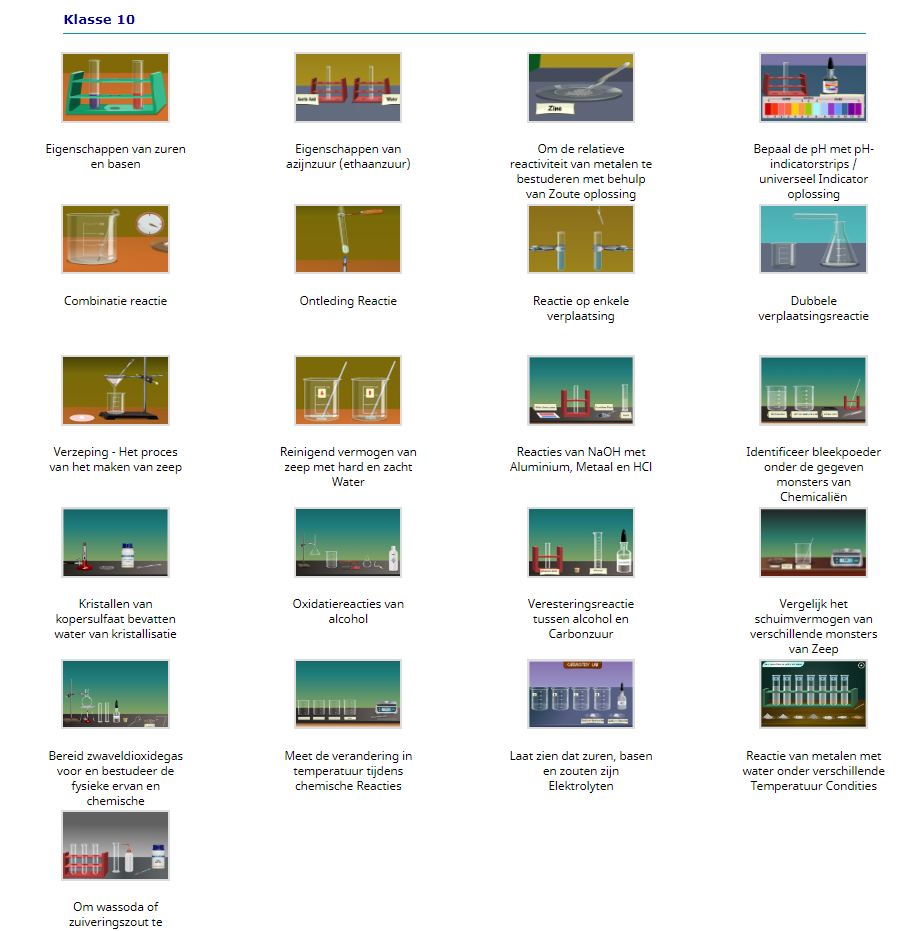 Klasse 10
Eigenschappen van zuren
en basen
Eigenschappen van
azijnzuur (ethaanzuur)
Zinc
Om de relatieve
reactiviteit van metalen te
bestuderen met behulp
van Zoute oplossing
Water
Bepaal de pH met pH-
indicatorstrips /
universeel Indicator
oplossing
Combinatie reactie
Ontleding Reactie
Reactie op enkele
verplaatsing
Dubbele
verplaatsingsreactie
Verzeping - Het proces
van het maken van zeep
Reinigend vermogen van
zeep met hard en zacht
Water
Reacties van NaOH met
Aluminium, Metaal en HCl
Identificeer bleekpoeder
onder de gegeven
monsters van
Chemicaliën
Kristallen van
kopersulfaat bevatten
water van kristallisatie
Oxidatiereacties van
alcohol
Veresteringsreactie
tussen alcohol en
Carbonzuur
Vergelijk het
schuimvermogen van
verschillende monsters
van Zeep
Bereid zwaveldioxidegas
voor en bestudeer de
fysieke ervan en
chemische
Meet de verandering in
temperatuur tijdens
chemische Reacties
CHEMISTRY LAB
Laat zien dat zuren, basen
en zouten zijn
Elektrolyten
Reactie van metalen met
water onder verschillende
Temperatuur Condities
Om wassoda of
zuiveringszout te